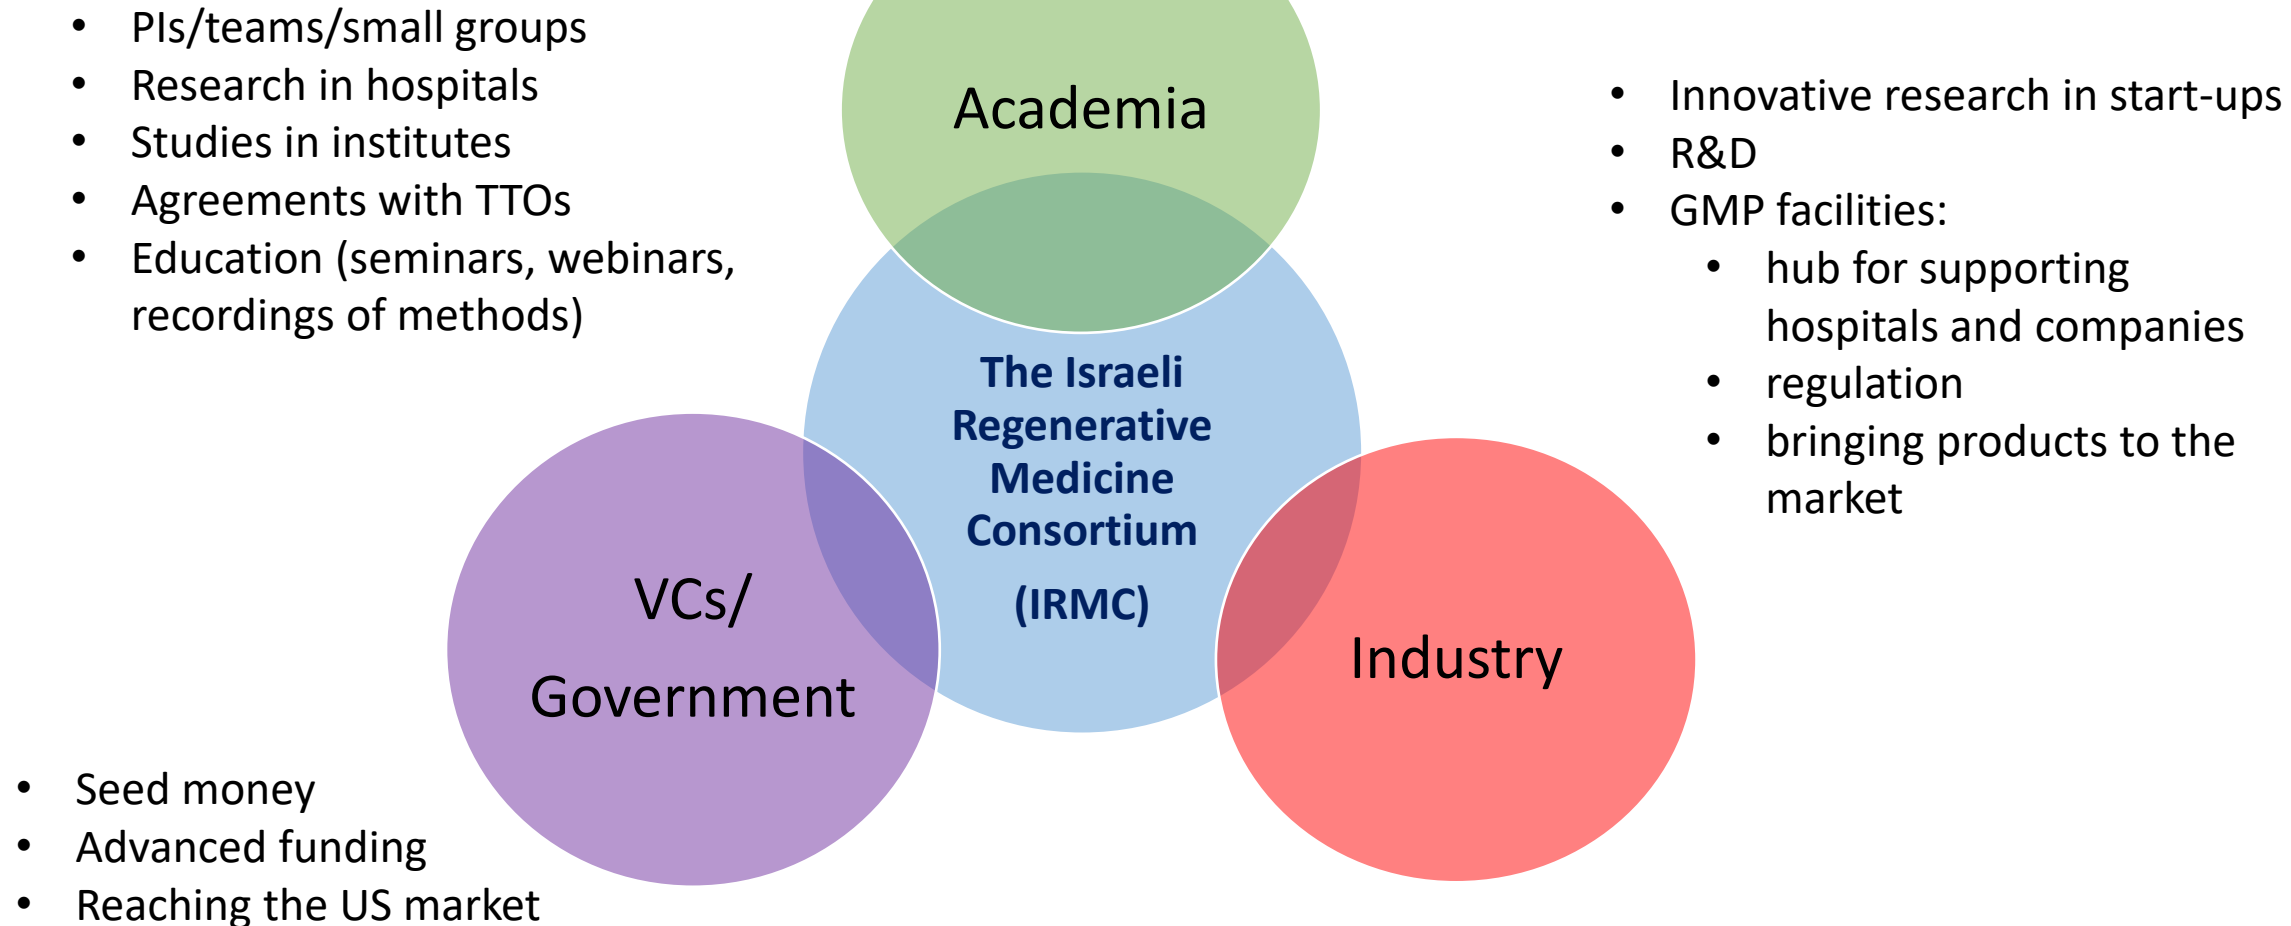 • PIs/teams/small groups
• Research in hospitals
• Studies in institutes
• Agreements with TTOs
• Education (seminars, webinars,
recordings of methods)
Academia
• Innovative research in start-ups
• R&D
• GMP facilities:
• hub for supporting
hospitals and companies
• regulation
• bringing products to the
market
The Israeli
Regenerative
Medicine
Consortium
(IRMC)
VCs/
Government
Industry
• Seed money
• Advanced funding
• Reaching the US market